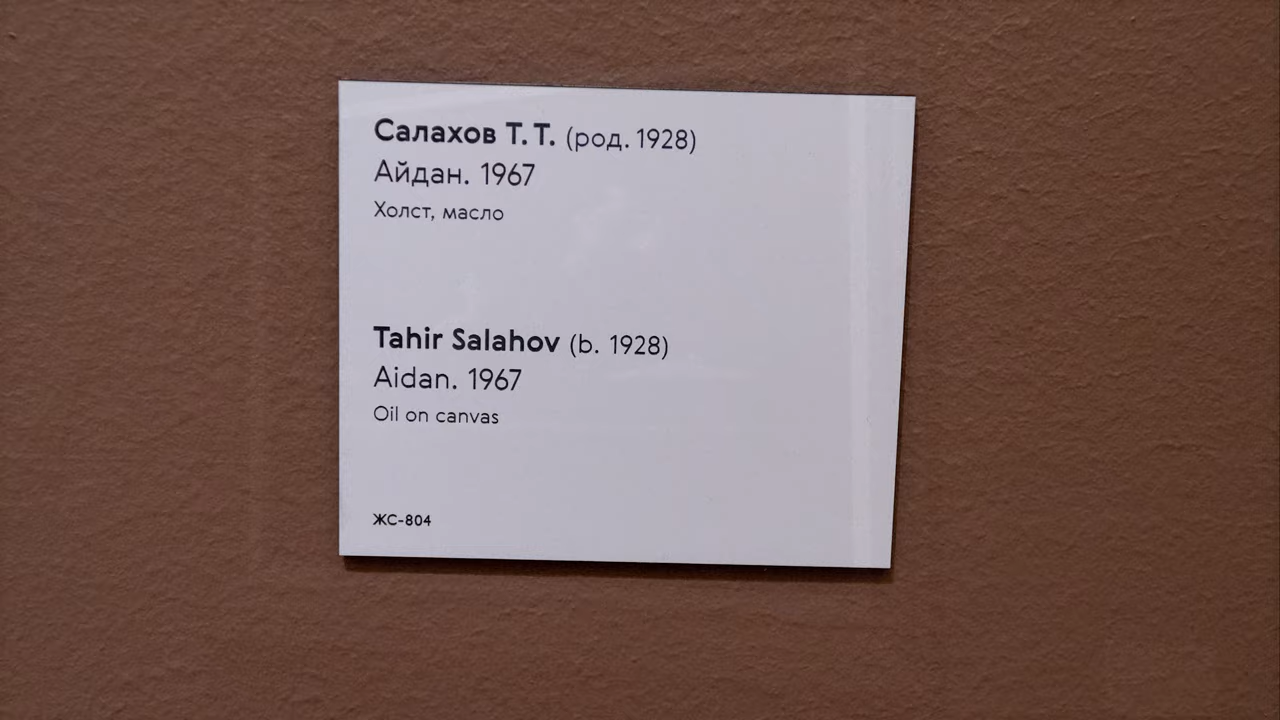 Салахов Т. Т. (род. 1928)
Айдан. 1967
Холст, масло
Tahir Salahov (b. 1928)
Aidan. 1967
Oil on canvas
ЖС-804